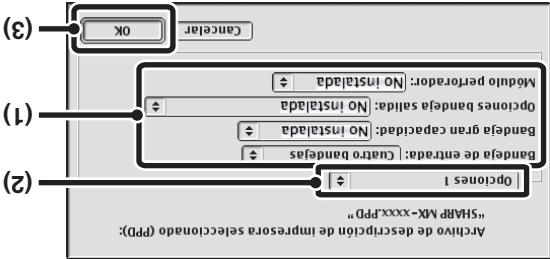 Archivo de descripción de impresora seleccionado (PPD):
"SHARP MX-xxxx.PPD"
Opciones 1
(2)
Bandeja de entrada: Cuatro bandejas
Bandeja gran capacidad: No instalada
Opciones bandeja salida: No instalada
Módulo perforador: No instalada
(1)
Cancelar
OK
(3)